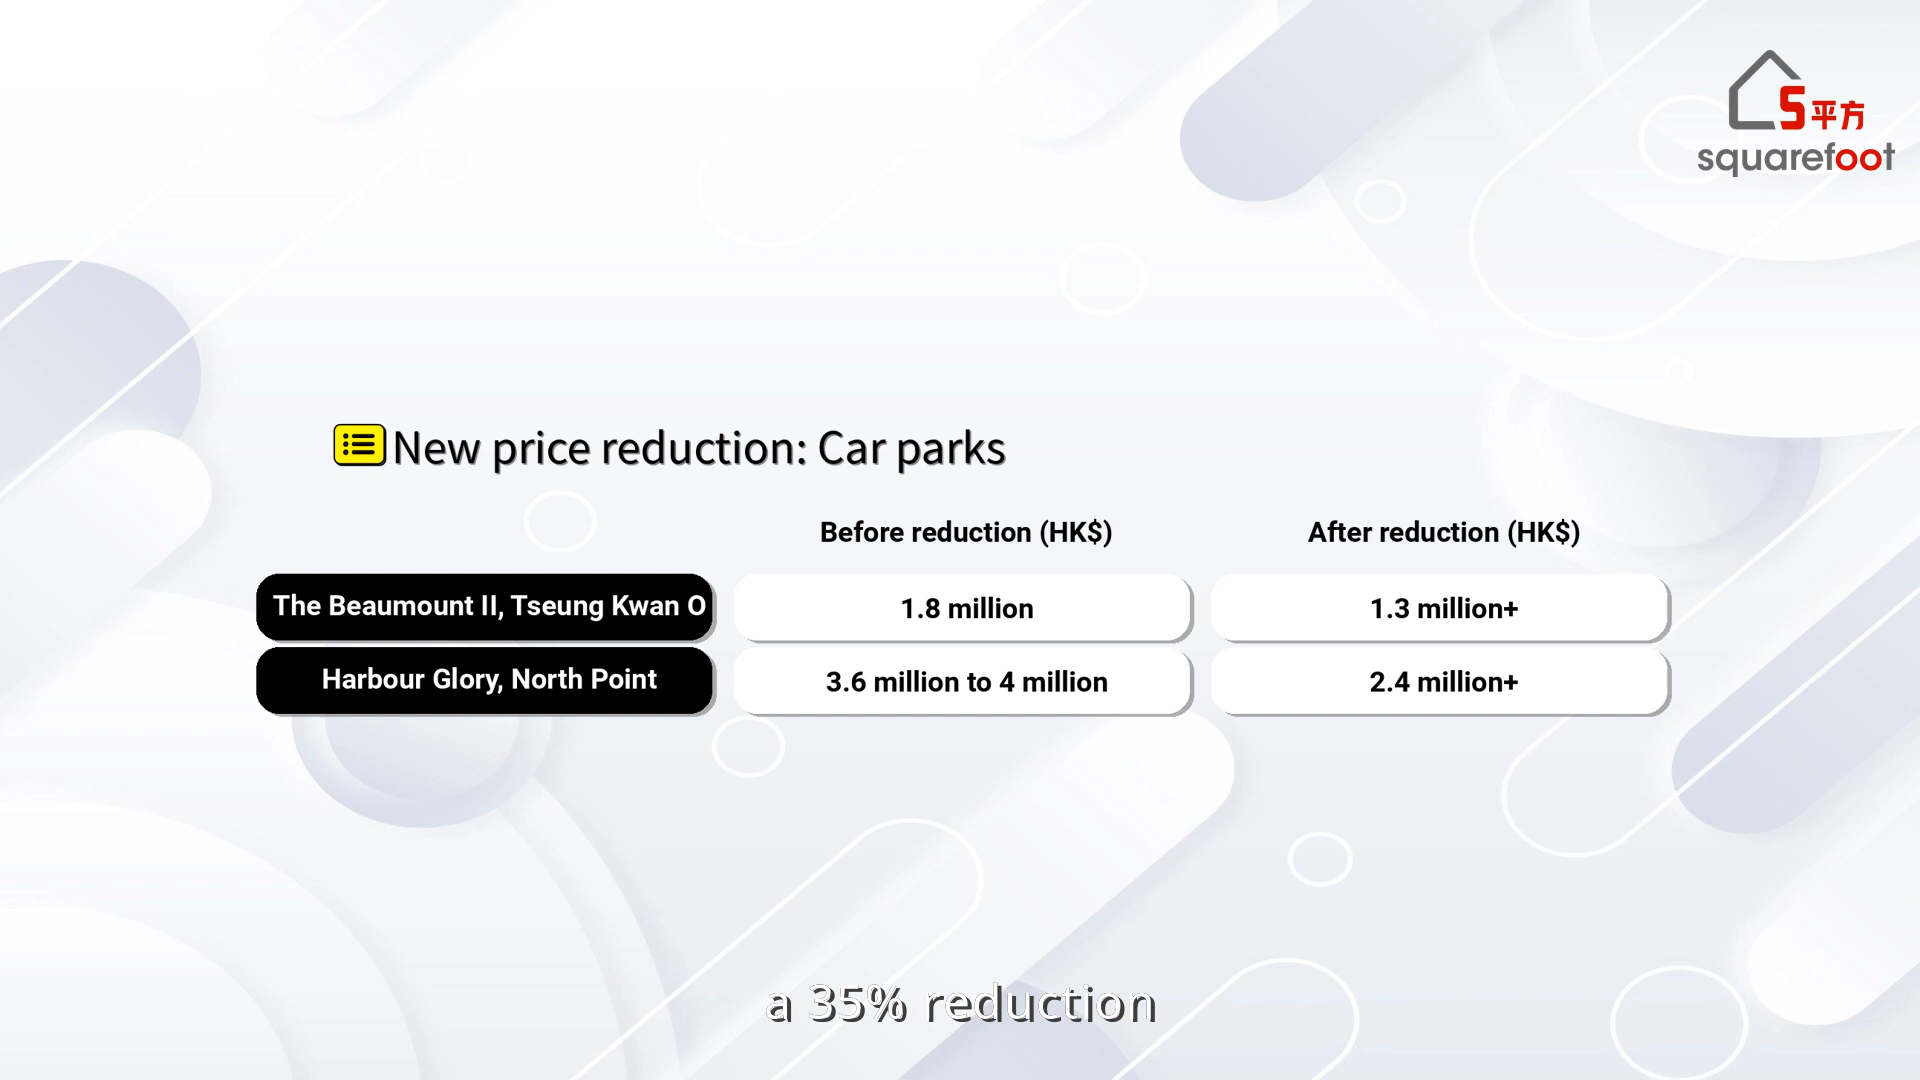 S平方
squarefoot
New price reduction: Car parks
Before reduction (HK$) After reduction (HK$)
The Beaumount II, Tseung Kwan O 1.8 million 1.3 million+
Harbour Glory, North Point 3.6 million to 4 million 2.4 million+
a 35% reduction